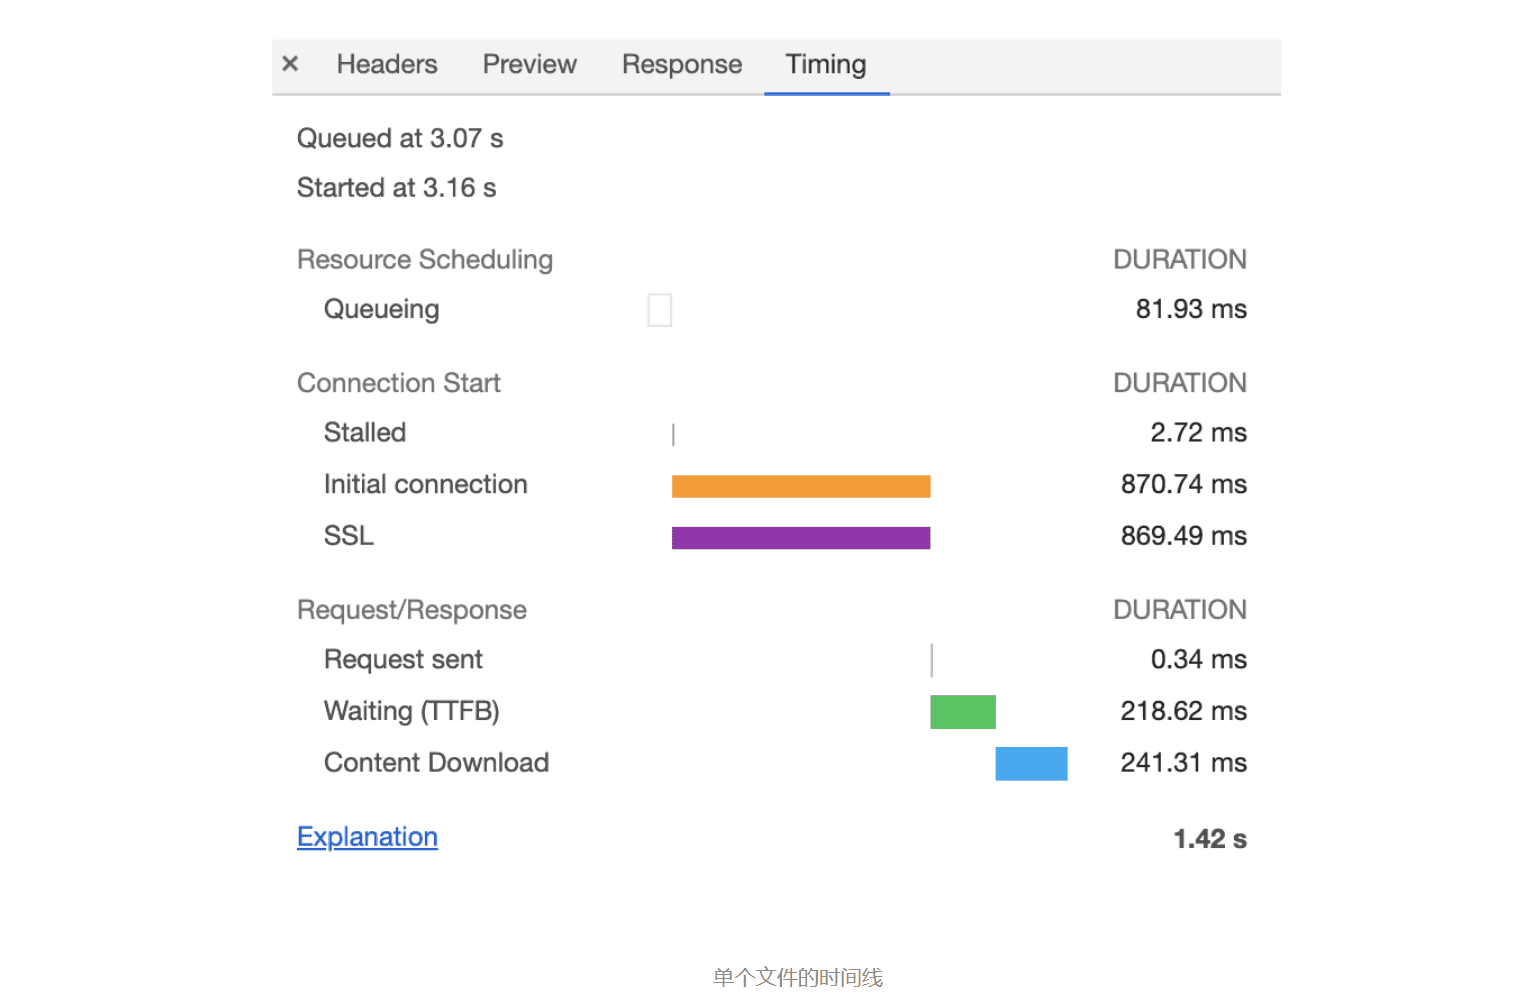 × Headers Preview Response Timing
Queued at 3.07 s
Started at 3.16 s
Resource Scheduling DURATION
Queueing 81.93 ms
Connection Start DURATION
Stalled 2.72 ms
Initial connection 870.74 ms
SSL 869.49 ms
Request/Response DURATION
Request sent 0.34 ms
Waiting (TTFB) 218.62 ms
Content Download 241.31 ms
Explanation 1.42 s
单个文件的时间线